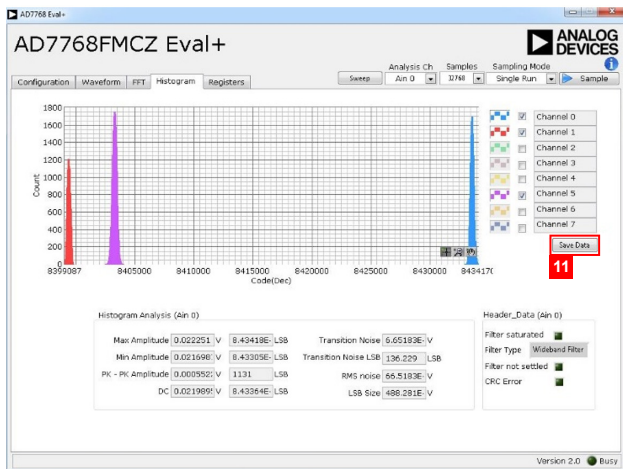 AD7768 Eval+
AD7768FMCZ Eval+
ANALOG
DEVICES
Analysis Ch Samples Sampling Mode
Sweep Ain 0 32768 Single Run Sample
Configuration Waveform FFT Histogram Registers
1800
1600
1400
1200
1000
800
600
400
200
0
Count
8399087 8405000 8410000 8415000 8420000 8425000 8430000 843417
Code(Dec)
Channel 0
Channel 1
Channel 2
Channel 3
Channel 4
Channel 5
Channel 6
Channel 7
Save Data
11
Histogram Analysis (Ain 0)
Max Amplitude 0.022251 V 8.43418E- LSB
Min Amplitude 0.02169 V 8.43305E- LSB
PK - PK Amplitude 0.000552 V 1131 LSB
DC 0.021989 V 8.43364E- LSB
Transition Noise 6.65183E- V
Transition Noise LSB 136.229 LSB
RMS noise 66.5183E- V
LSB Size 488.281E- V
Header_Data (Ain 0)
Filter saturated
Filter Type Wideband Filter
Filter not settled
CRC Error
Version 2.0 Busy